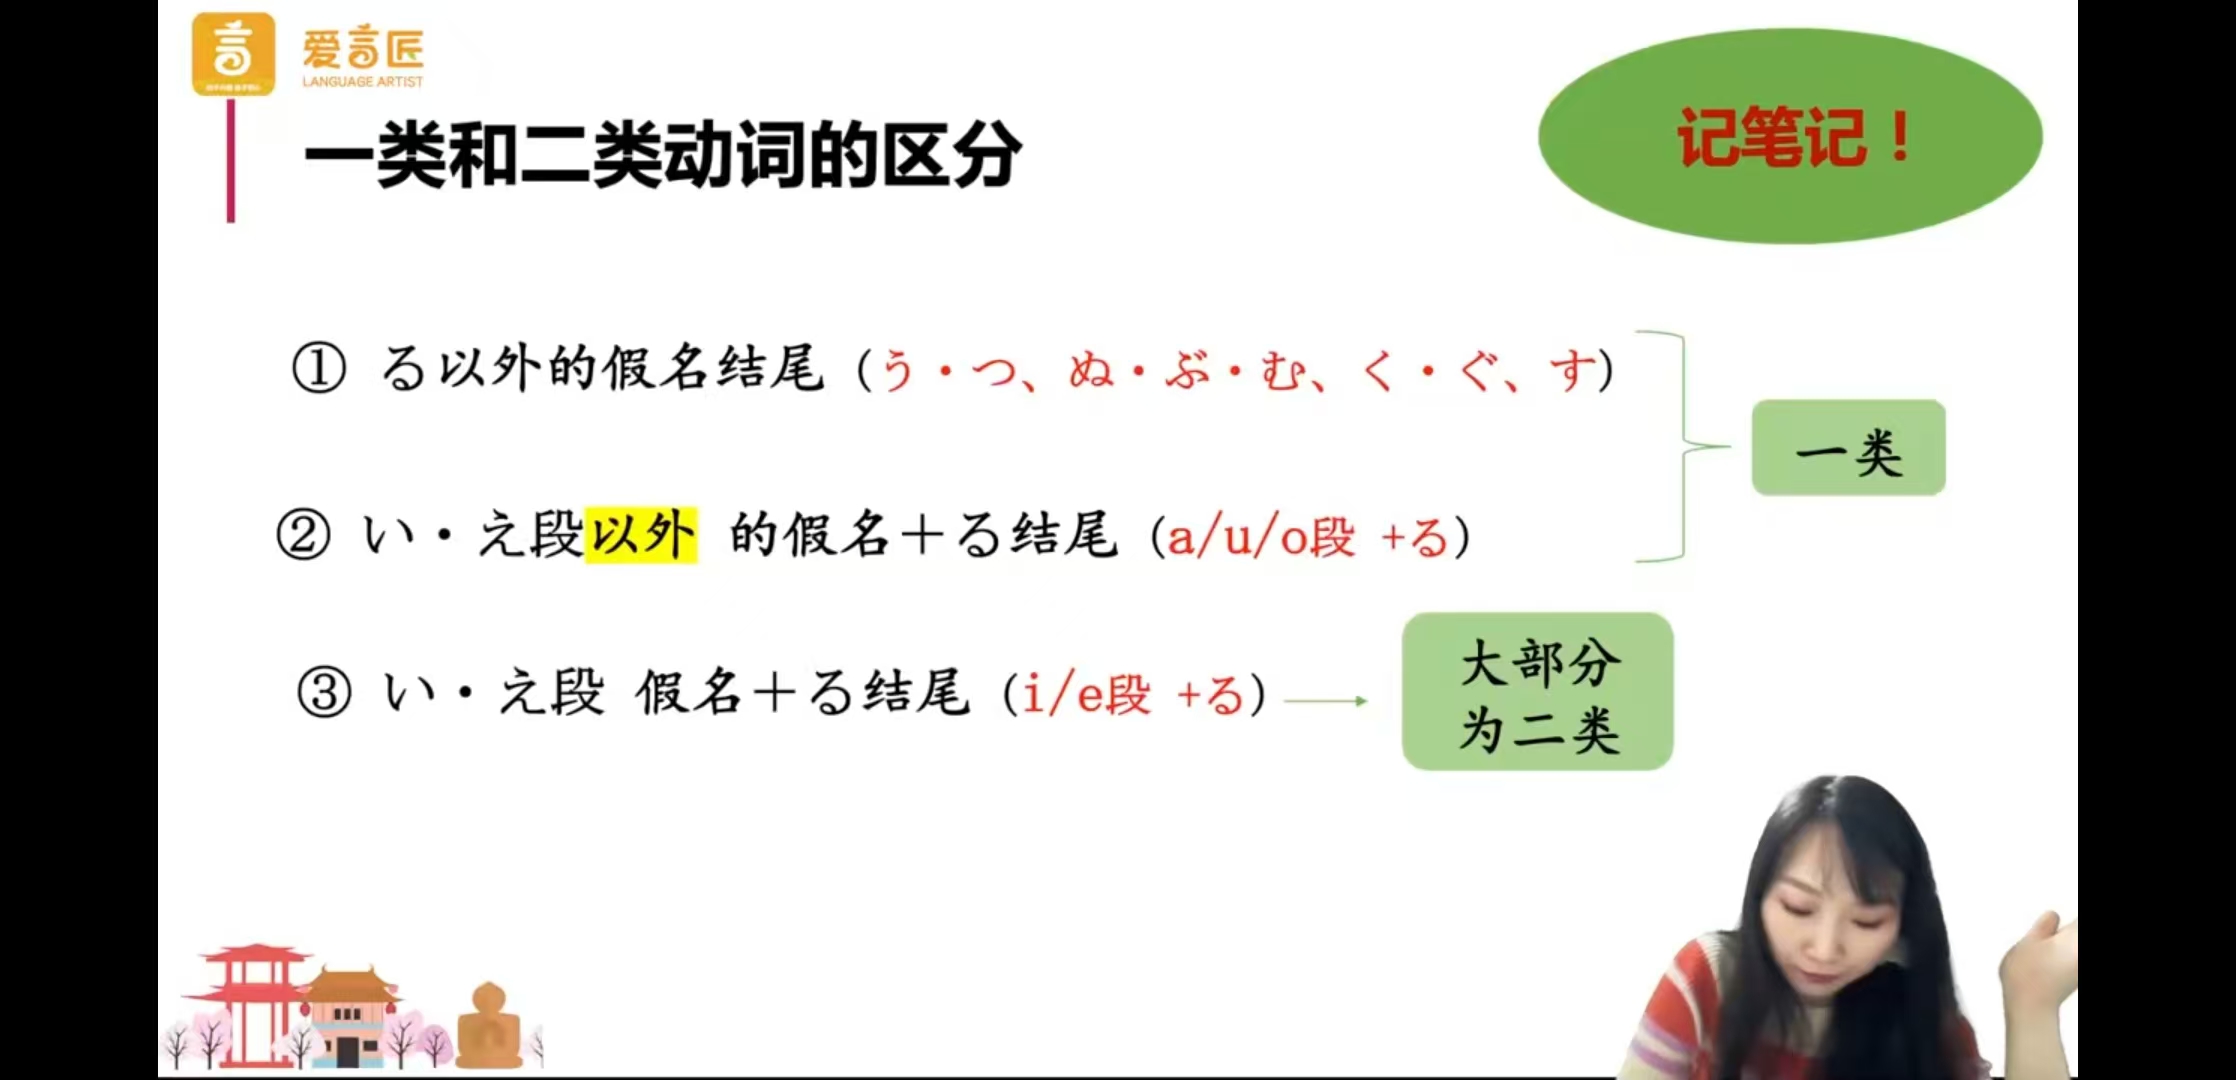 爱言匠
LANGUAGE ARTIST
一类和二类动词的区分
记笔记！
① る以外的假名结尾（う・つ、ぬ・ぶ・む、く・ぐ、す）
一类
② い・え段以外 的假名＋る结尾（a/u/o段 +る）
③ い・え段 假名＋る结尾（i/e段 +る）
大部分
为二类